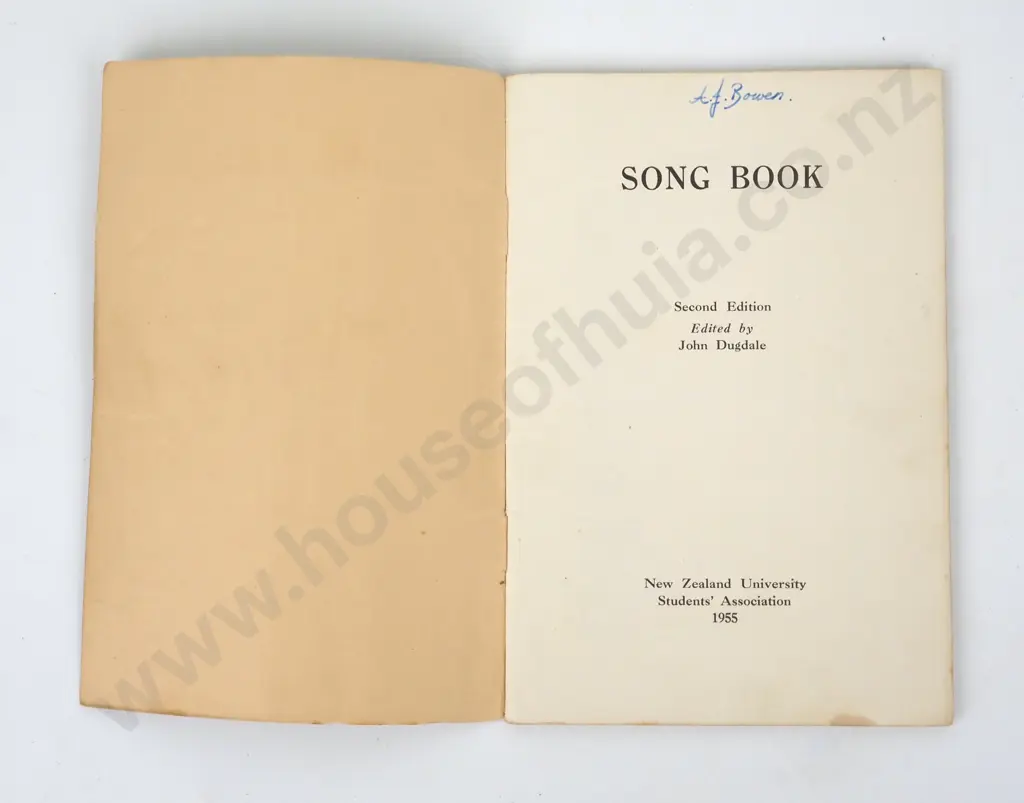 A.J. Bowen.
SONG BOOK
Second Edition
Edited by
John Dugdale
New Zealand University
Students' Association
1955
www.houseofhuia.co.nz